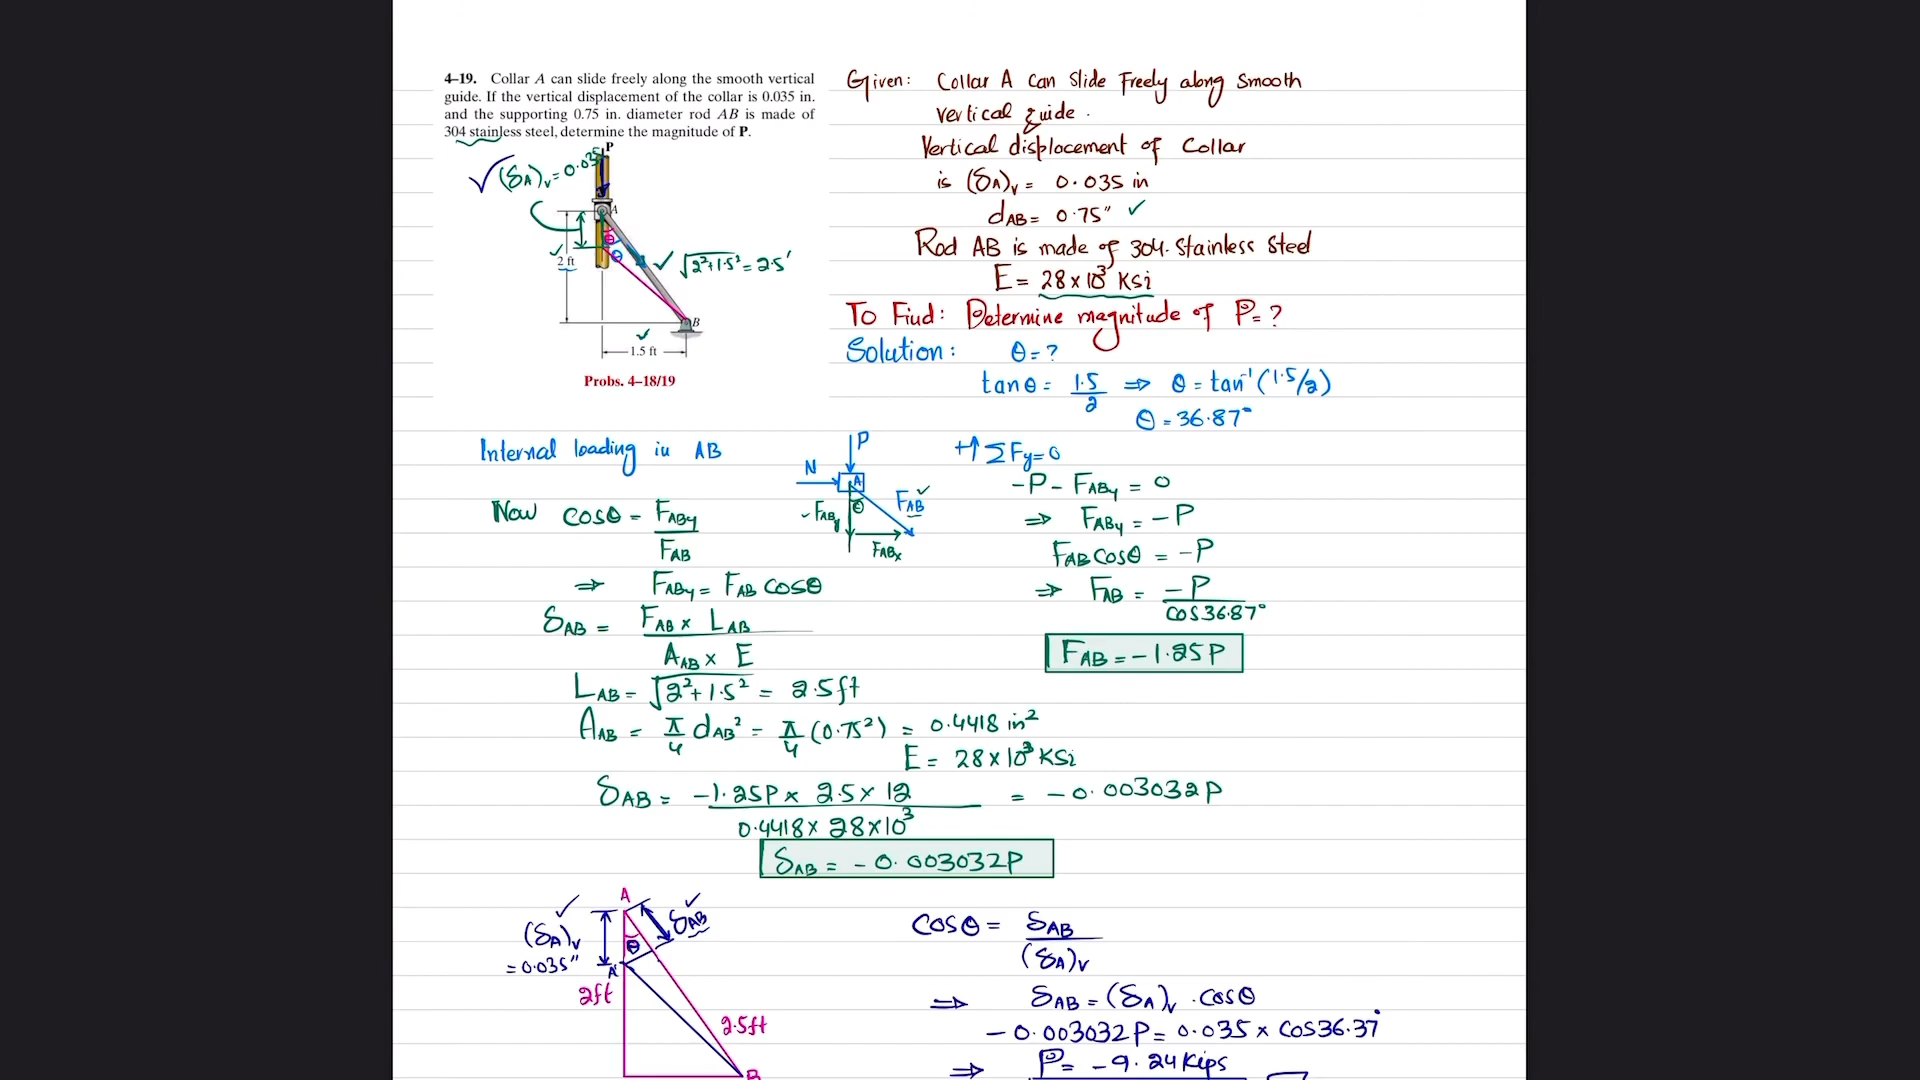 4–19. Collar A can slide freely along the smooth vertical
guide. If the vertical displacement of the collar is 0.035 in.
and the supporting 0.75 in. diameter rod AB is made of
304 stainless steel, determine the magnitude of P.
P
(δA)v = 0.035
A
θ
θ
2 ft
√2²+1.5² = 2.5'
B
1.5 ft
Probs. 4–18/19
Given: Collar A Can Slide Freely along Smooth
vertical guide.
Vertical displacement of Collar
is (δA)v = 0.035 in
dAB = 0.75" ✓
Rod AB is made of 304. Stainless Steel
E = 28×10³ Ksi
To Find: Determine magnitude of P = ?
Solution: θ = ?
tanθ = 1.5/2 ⇒ θ = tan⁻¹(1.5/2)
θ = 36.87°
Internal loading in AB
P
N
A
θ
FAB
FABy
FABx
Now cosθ = FABy/FAB
⇒ FABy = FAB cosθ
+↑ ΣFy=0
-P - FABy = 0
⇒ FABy = -P
FAB cosθ = -P
⇒ FAB = -P/cos36.87°
FAB = -1.25P
δAB = FAB × LAB/AAB × E
LAB = √2²+1.5² = 2.5ft
AAB = π/4 dAB² = π/4 (0.75²) = 0.4418 in²
E = 28×10³ Ksi
δAB = -1.25P × 2.5 × 12/0.4418 × 28×10³ = -0.003032P
δAB = -0.003032P
A
(δA)v
= 0.035"
δAB
θ
A'
2ft
2.5ft
B
cosθ = δAB/(δA)v
⇒ δAB = (δA)v . cosθ
-0.003032P = 0.035 × cos36.37°
⇒ P = -9.24 Kips